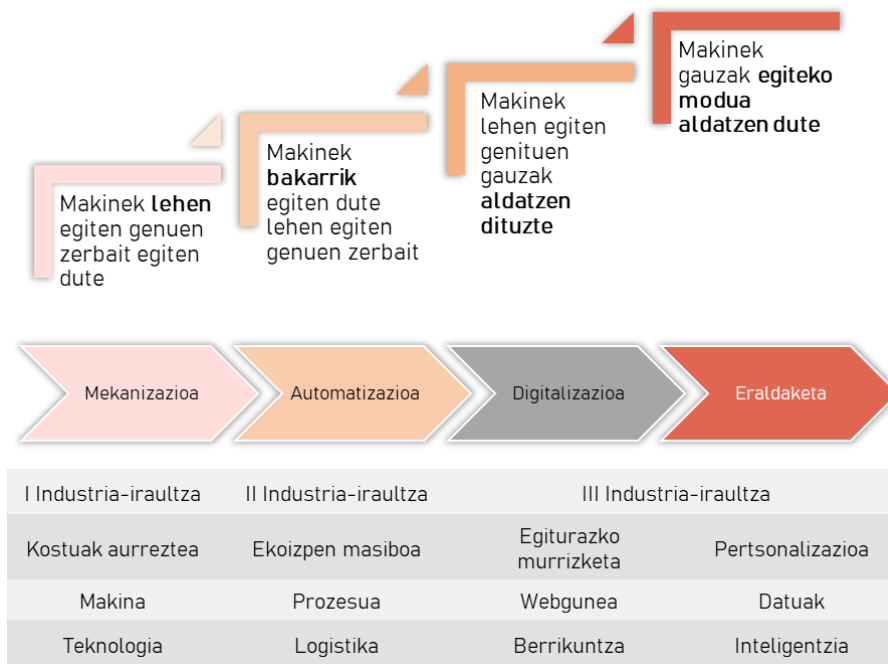 Makinek lehen
egiten genuen
zerbait egiten
dute
Makinek
bakarrik
egiten dute
lehen egiten
genuen zerbait
Makinek
lehen egiten
genituen
gauzak
aldatzen
dituzte
Makinek
gauzak egiteko
modua
aldatzen dute
Mekanizazioa
Automatizazioa
Digitalizazioa
Eraldaketa
I Industria-iraultza
II Industria-iraultza
III Industria-iraultza
Kostuak aurreztea
Ekoizpen masiboa
Egiturazko
murrizketa
Pertsonalizazioa
Makina
Prozesua
Webgunea
Datuak
Teknologia
Logistika
Berrikuntza
Inteligentzia